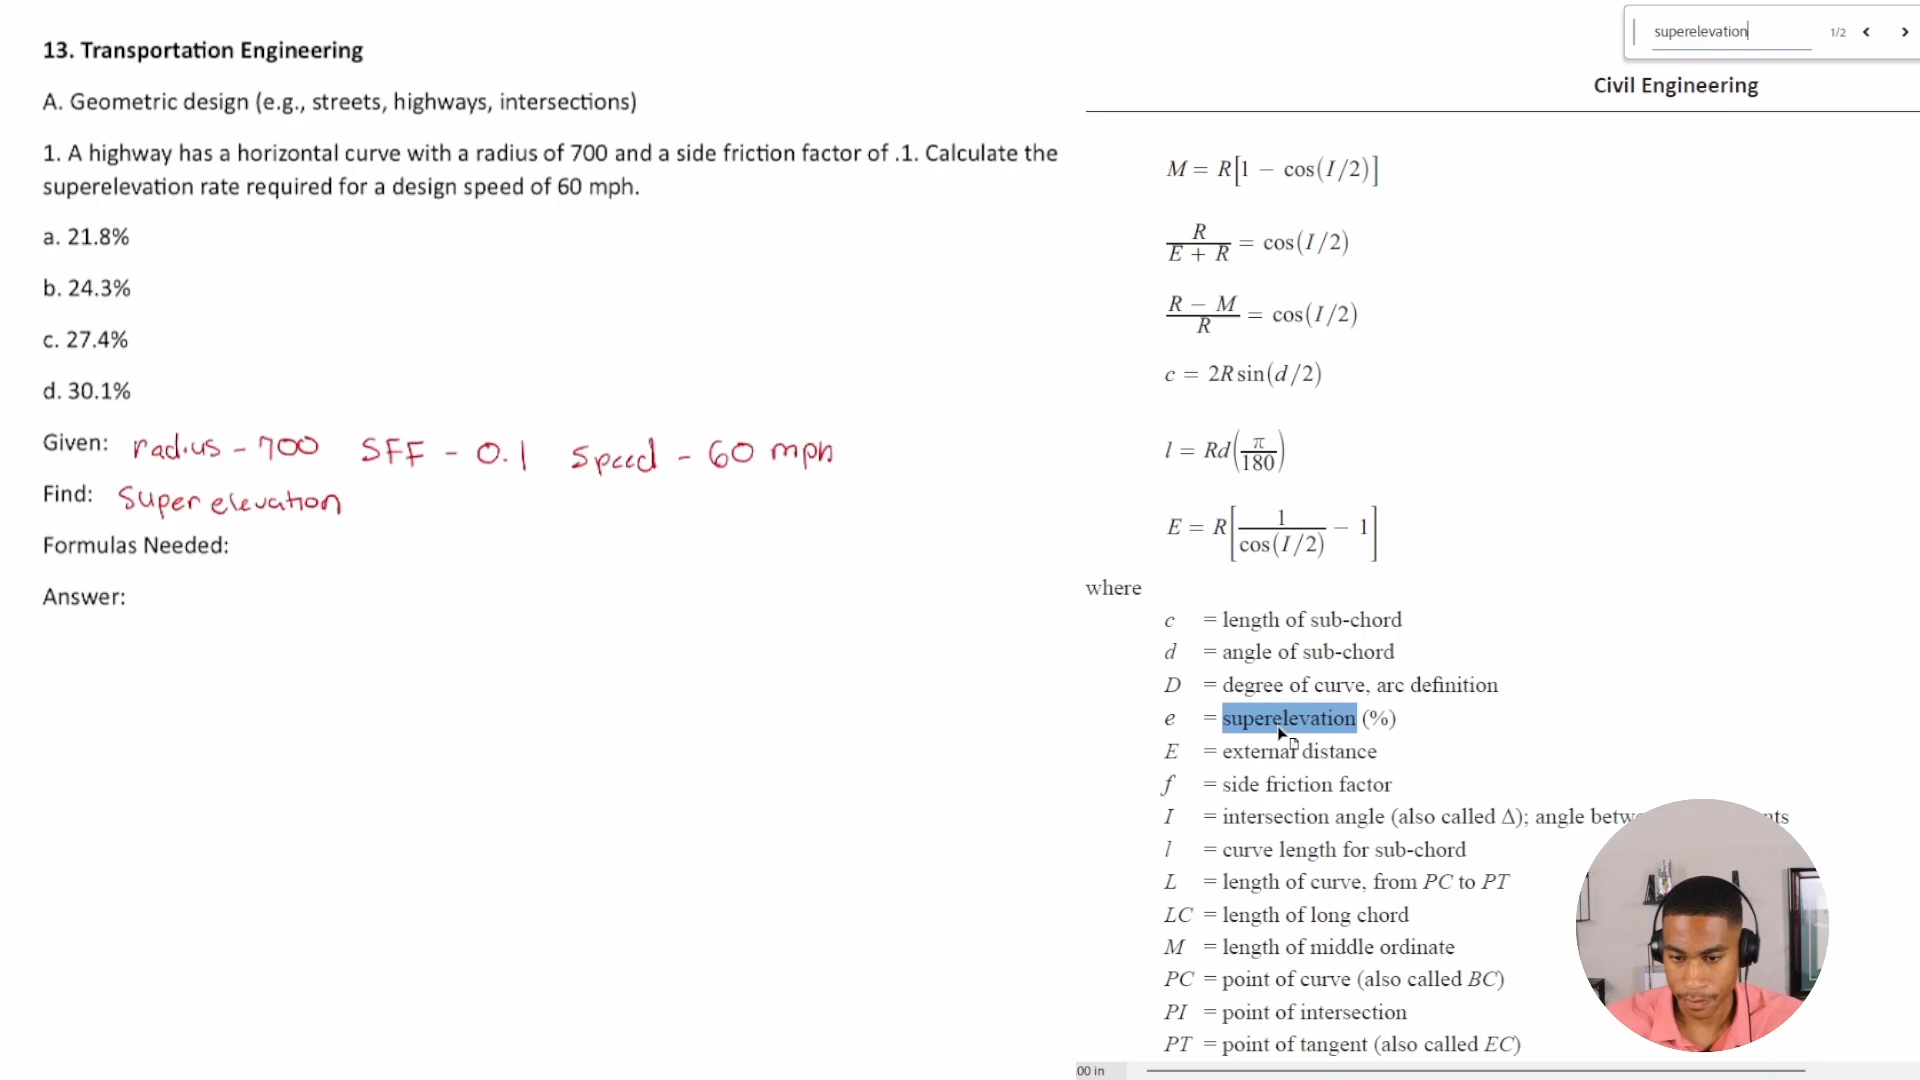 superelevation 1/2
13. Transportation Engineering
Civil Engineering
A. Geometric design (e.g., streets, highways, intersections)
1. A highway has a horizontal curve with a radius of 700 and a side friction factor of .1. Calculate the
superelevation rate required for a design speed of 60 mph.
a. 21.8%
b. 24.3%
c. 27.4%
d. 30.1%
Given: radius - 700 SFF - 0.1 Speed - 60 mph
Find: Super elevation
Formulas Needed:
Answer:
M = R[1 − cos(I/2)]
R/(E + R) = cos(I/2)
(R − M)/R = cos(I/2)
c = 2R sin(d/2)
l = Rd(π/180)
E = R[1/cos(I/2) − 1]
where
c = length of sub-chord
d = angle of sub-chord
D = degree of curve, arc definition
e = superelevation (%)
E = external distance
f = side friction factor
I = intersection angle (also called Δ); angle
l = curve length for sub-chord
L = length of curve, from PC to PT
LC = length of long chord
M = length of middle ordinate
PC = point of curve (also called BC)
PI = point of intersection
PT = point of tangent (also called EC)
00 in